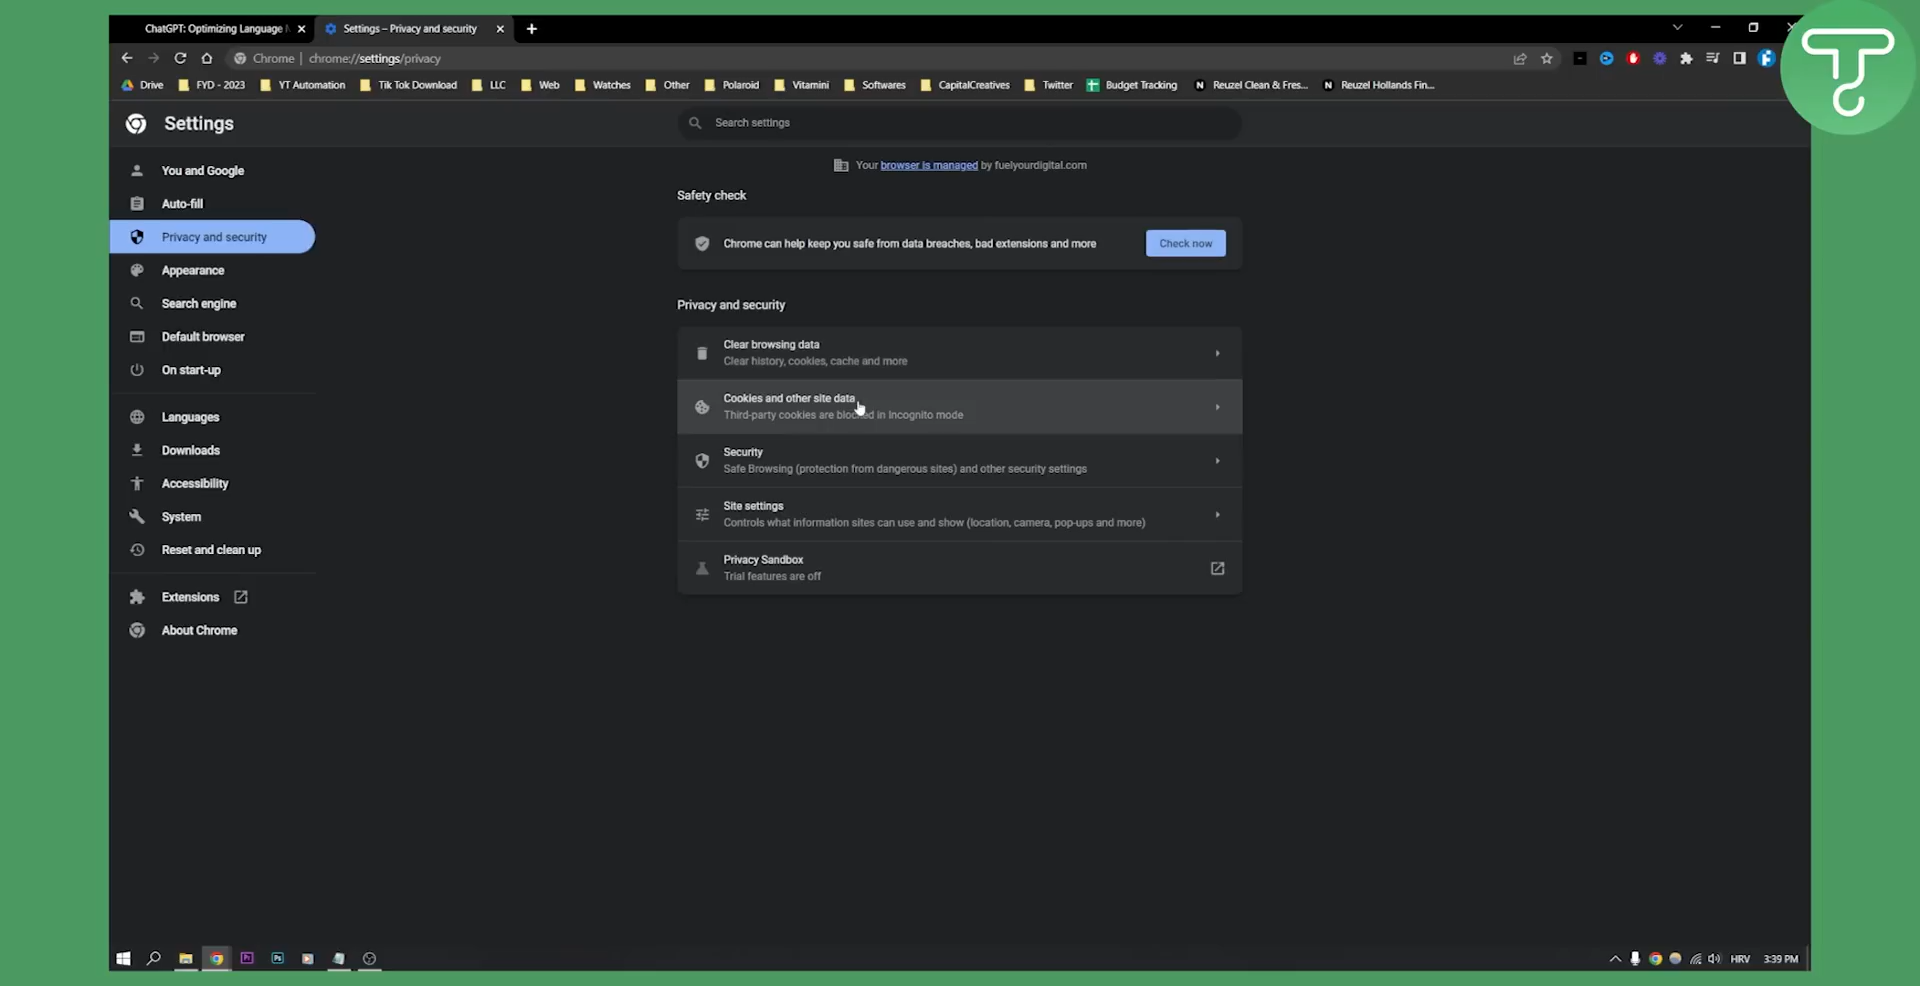 ChatGPT: Optimizing Language
Settings – Privacy and security
Chrome | chrome://settings/privacy
Drive
FYD - 2023
YT Automation
Tik Tok Download
LLC
Web
Watches
Other
Polaroid
Vitamini
Softwares
CapitalCreatives
Twitter
Budget Tracking
Reuzel Clean & Fres...
Reuzel Hollands Fin...
Settings
Search settings
Your browser is managed by fuelyourdigital.com
You and Google
Auto-fill
Privacy and security
Appearance
Search engine
Default browser
On start-up
Languages
Downloads
Accessibility
System
Reset and clean up
Extensions
About Chrome
Safety check
Chrome can help keep you safe from data breaches, bad extensions and more
Check now
Privacy and security
Clear browsing data
Clear history, cookies, cache and more
Cookies and other site data
Third-party cookies are blocked in Incognito mode
Security
Safe Browsing (protection from dangerous sites) and other security settings
Site settings
Controls what information sites can use and show (location, camera, pop-ups and more)
Privacy Sandbox
Trial features are off
Pr
Ps
HRV
3:39 PM